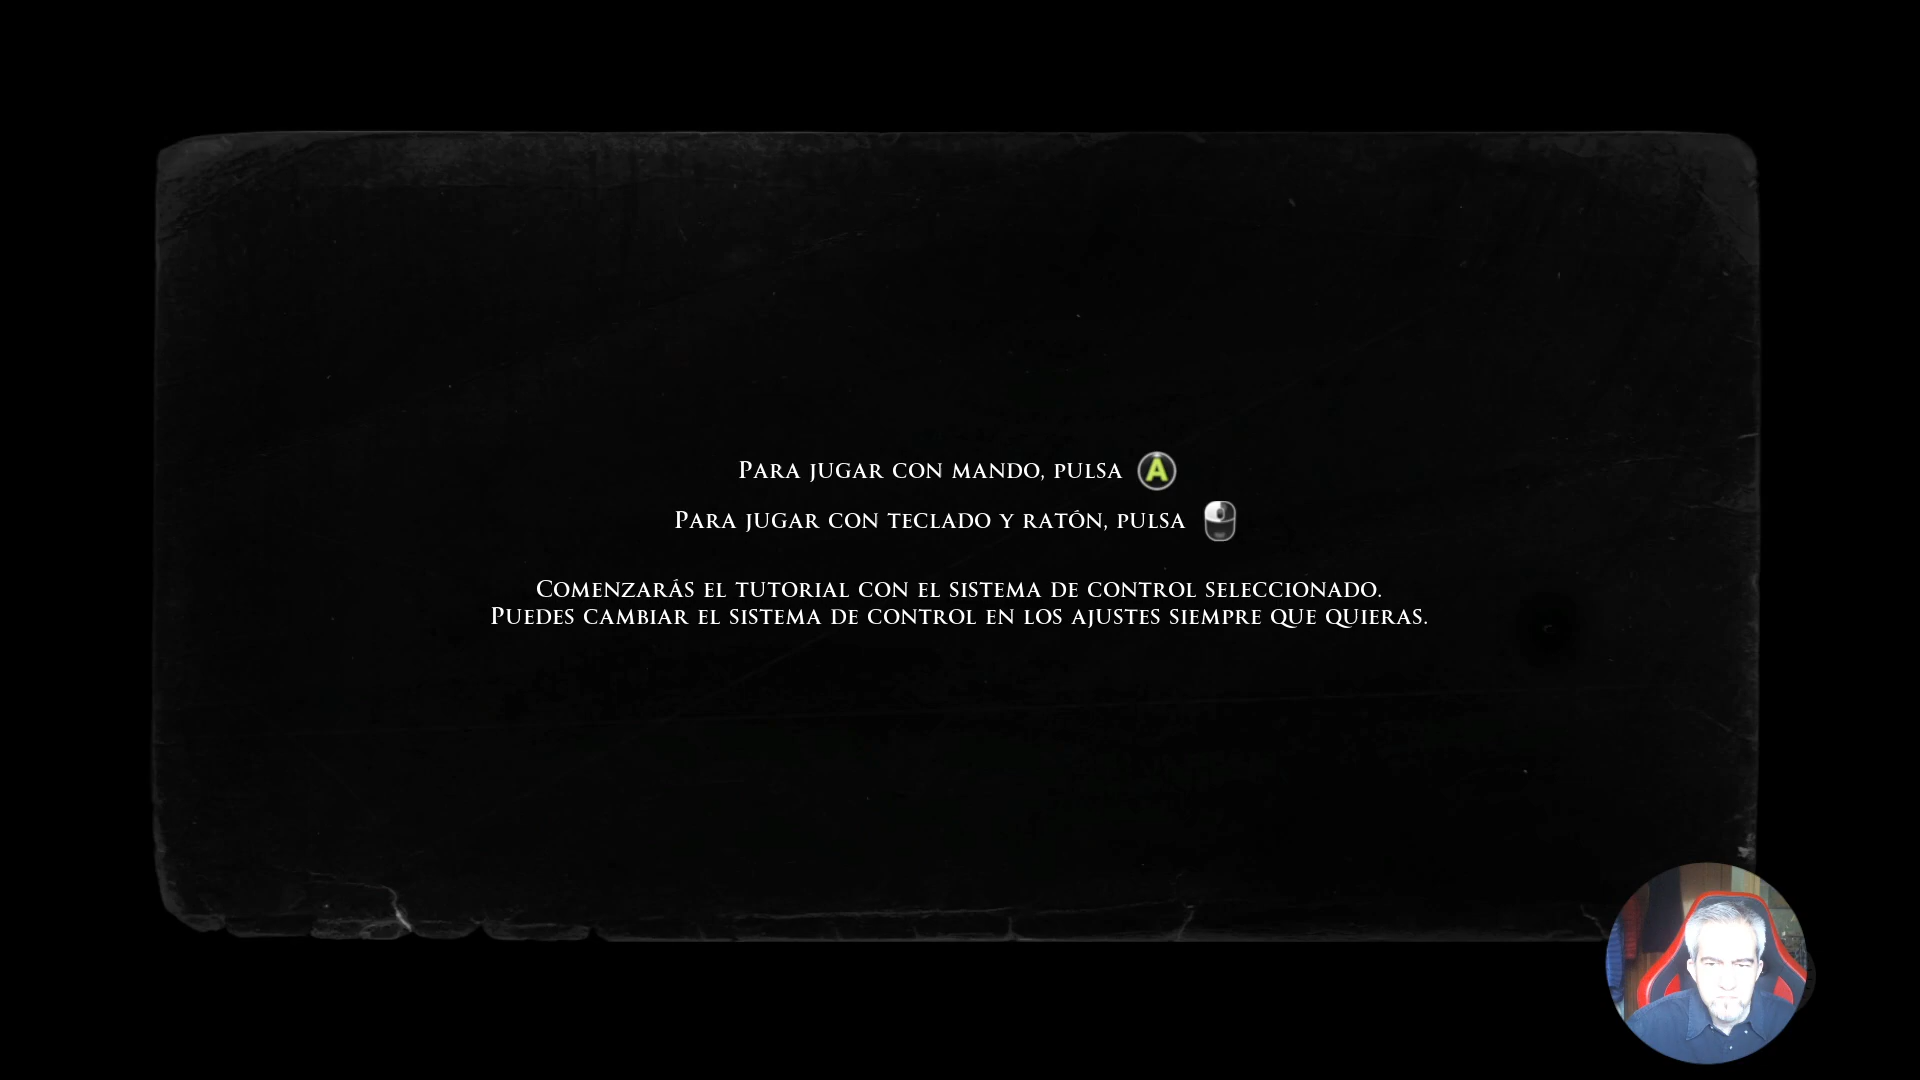 Para jugar con mando, pulsa A
Para jugar con teclado y ratón, pulsa
Comenzarás el tutorial con el sistema de control seleccionado.
Puedes cambiar el sistema de control en los ajustes siempre que quieras.